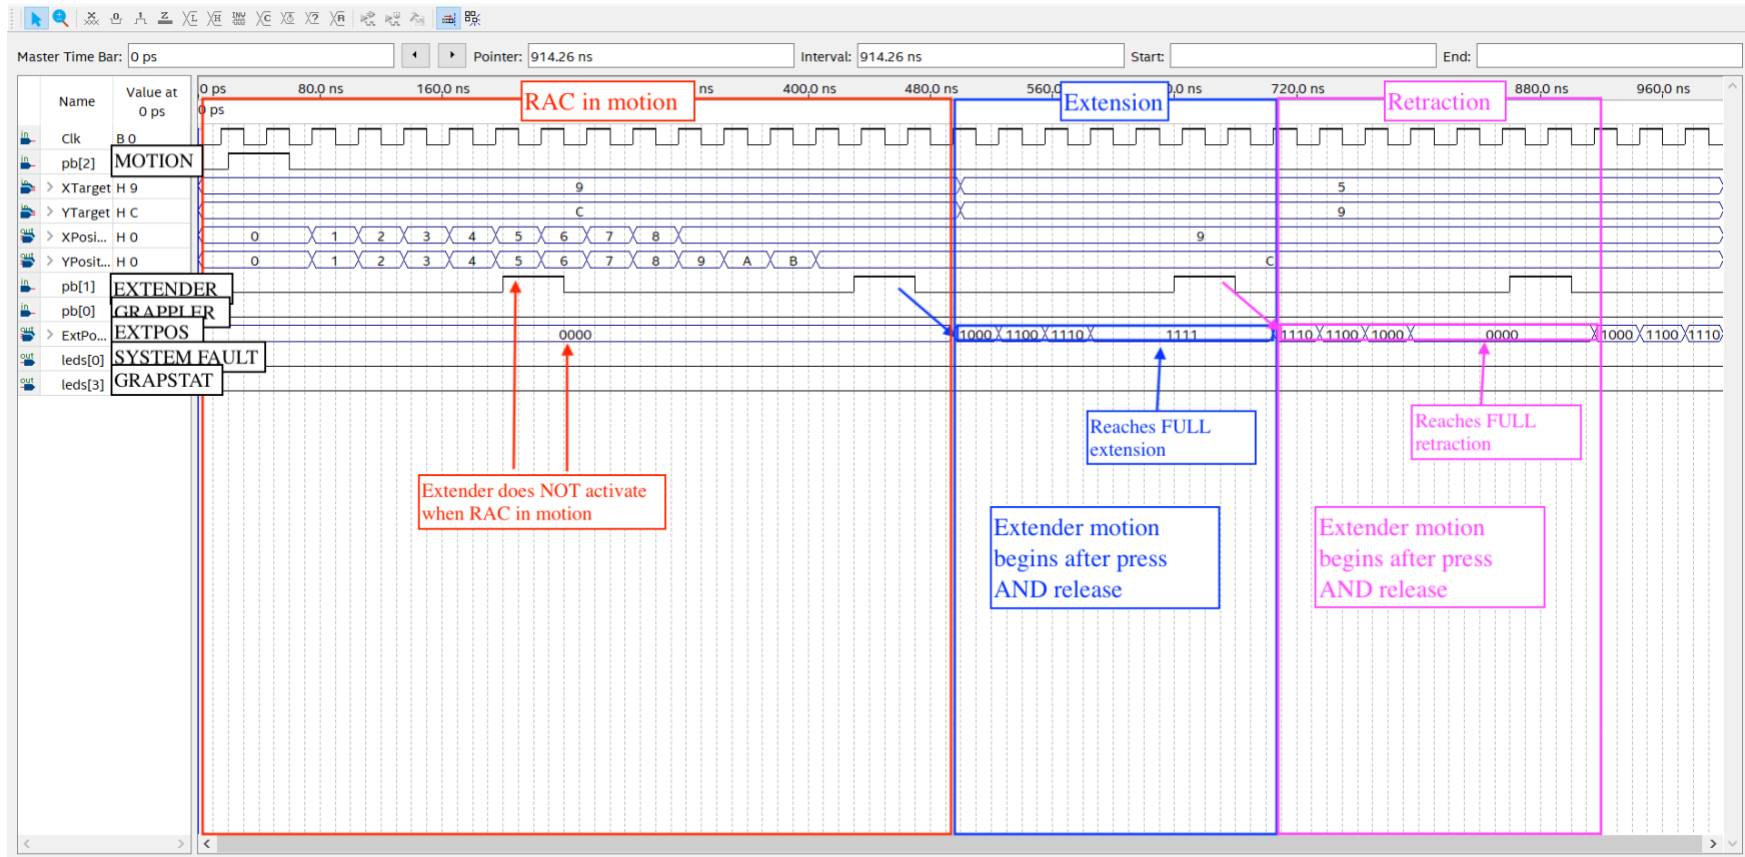 Master Time Bar: 0 ps Pointer: 914.26 ns Interval: 914.26 ns Start: End:
Name Value at 0 ps
0 ps 80.0 ns 160.0 ns ns 400.0 ns 480.0 ns 560.0 0 ns 720.0 ns 880.0 ns 960.0 ns
0 ps
RAC in motion
Extension
Retraction
Clk B 0
pb[2] MOTION
XTarget H 9 9 5
YTarget H C C 9
XPosi... H 0 0 1 2 3 4 5 6 7 8 9
YPosit... H 0 0 1 2 3 4 5 6 7 8 9 A B C
pb[1] EXTENDER
pb[0] GRAPPLER
ExtPo... EXTPOS 0000 1000 1100 1110 1111 1110 1100 1000 0000 1000 1100 1110
leds[0] SYSTEM FAULT
leds[3] GRAPSTAT
Reaches FULL
extension
Reaches FULL
retraction
Extender does NOT activate
when RAC in motion
Extender motion
begins after press
AND release
Extender motion
begins after press
AND release